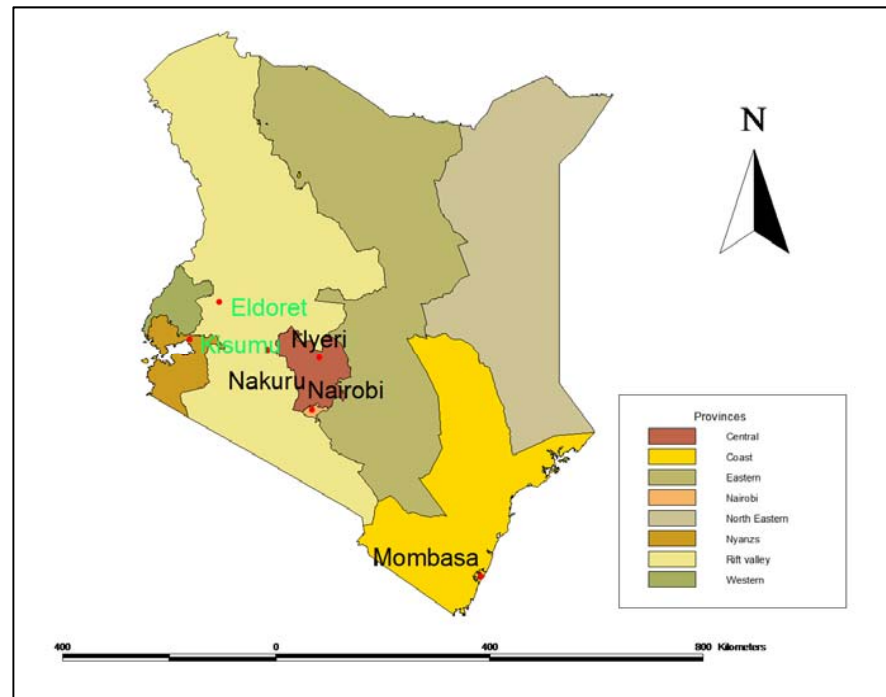 N
Eldoret
Kisumu
Nyeri
Nakuru
Nairobi
Mombasa
Provinces
Central
Coast
Eastern
Nairobi
North Eastern
Nyanzs
Rift valley
Western
400 0 400 800 Kilometers